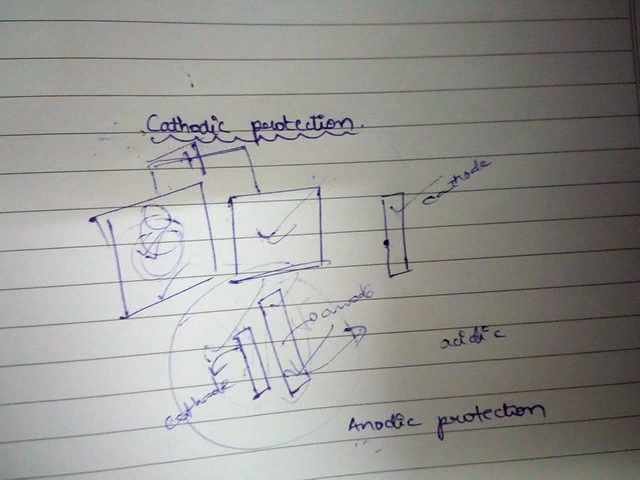 Cathodic protection.
cathode
anode
cathode
acidic
Anodic protection